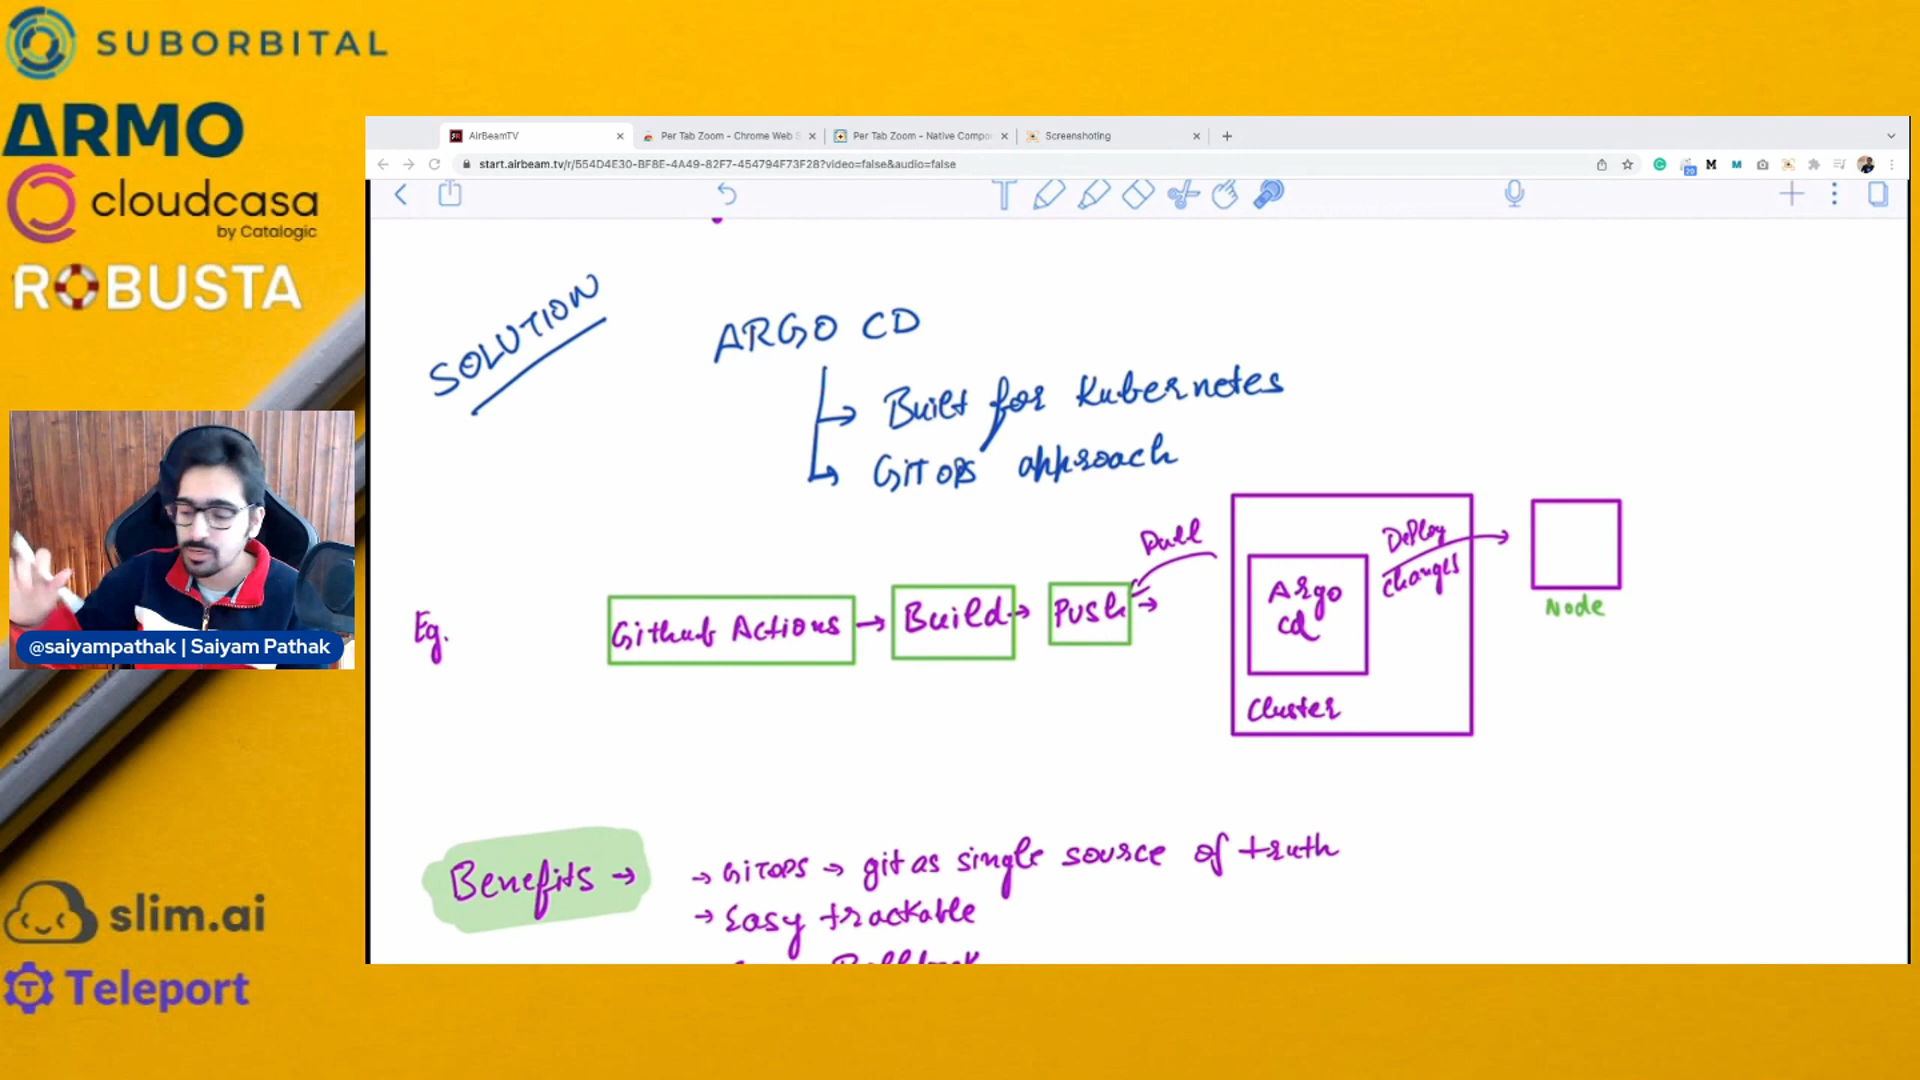 SUBORBITAL
ARMO
cloudcasa
by Catalogic
ROBUSTA
@saiyampathak | Saiyam Pathak
slim.ai
Teleport
AirBeamTV
Per Tab Zoom - Chrome Web S
Per Tab Zoom - Native Compo
Screenshoting
start.airbeam.tv/r/554D4E30-BF8E-4A49-82F7-454794F73F28?video=false&audio=false
SOLUTION
ARGO CD
Built for Kubernetes
GITOPS approach
Eg.
Github Actions → Build → Push →
Pull
Argo
cd
Cluster
Deploy
changes
Node
Benefits →
→ GITOPS → git as single source of truth
→ Easy trackable
Rollback